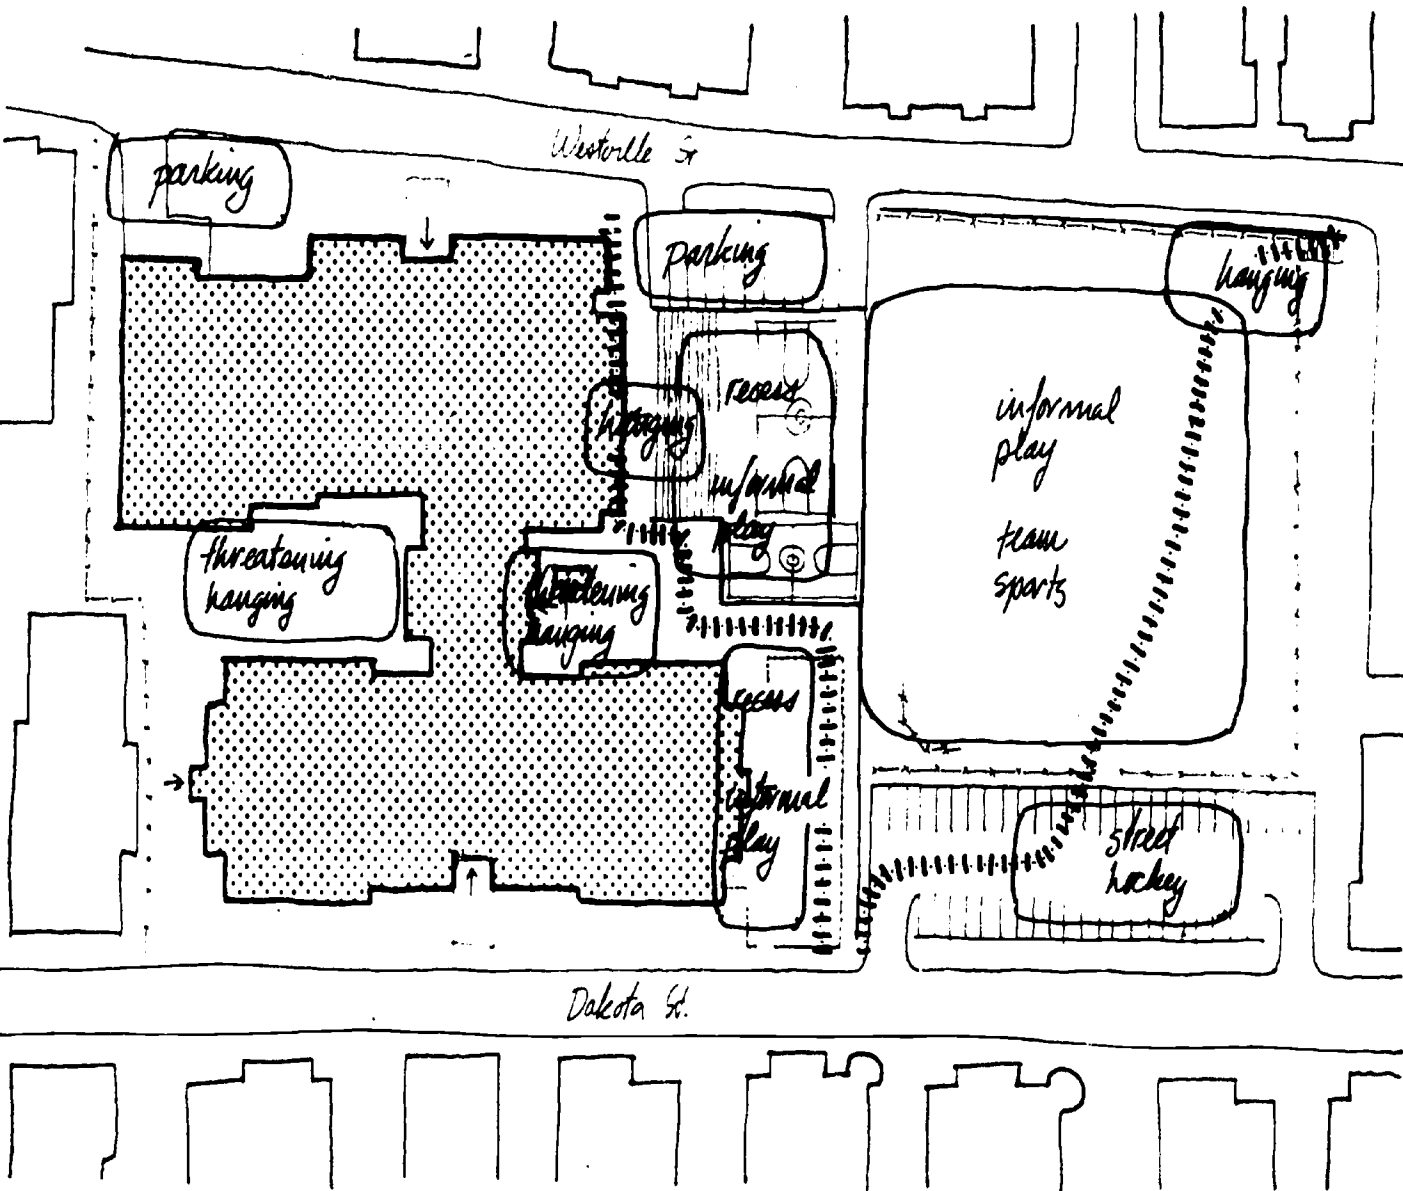 Westville St
parking
parking
hanging
recess
hanging
informal
play
informal
play
team
sports
threatening
hanging
threatening
hanging
recess
informal
play
street
hockey
Dakota St.